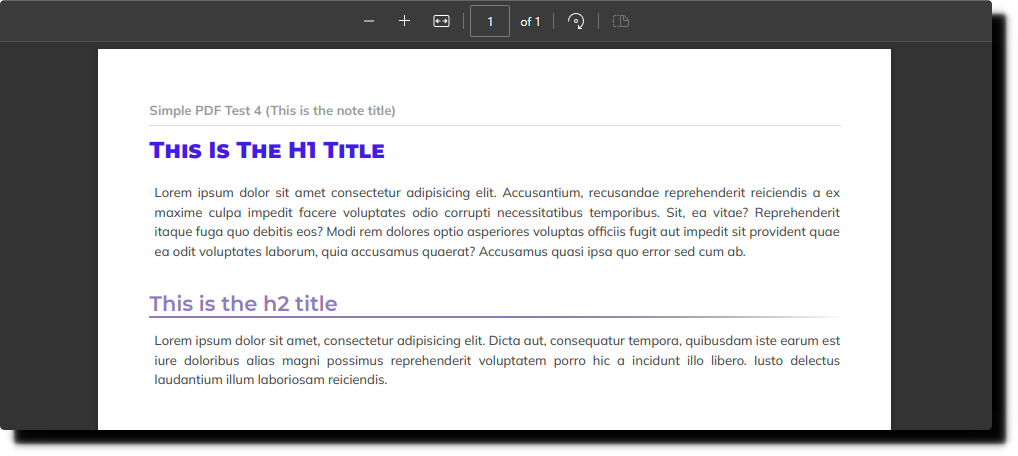 1 of 1
Simple PDF Test 4 (This is the note title)
This Is The H1 Title
Lorem ipsum dolor sit amet consectetur adipisicing elit. Accusantium, recusandae reprehenderit reiciendis a ex
maxime culpa impedit facere voluptates odio corrupti necessitatibus temporibus. Sit, ea vitae? Reprehenderit
itaque fuga quo debitis eos? Modi rem dolores optio asperiores voluptas officiis fugit aut impedit sit provident quae
ea odit voluptates laborum, quia accusamus quaerat? Accusamus quasi ipsa quo error sed cum ab.
This is the h2 title
Lorem ipsum dolor sit amet, consectetur adipisicing elit. Dicta aut, consequatur tempora, quibusdam iste earum est
iure doloribus alias magni possimus reprehenderit voluptatem porro hic a incidunt illo libero. Iusto delectus
laudantium illum laboriosam reiciendis.